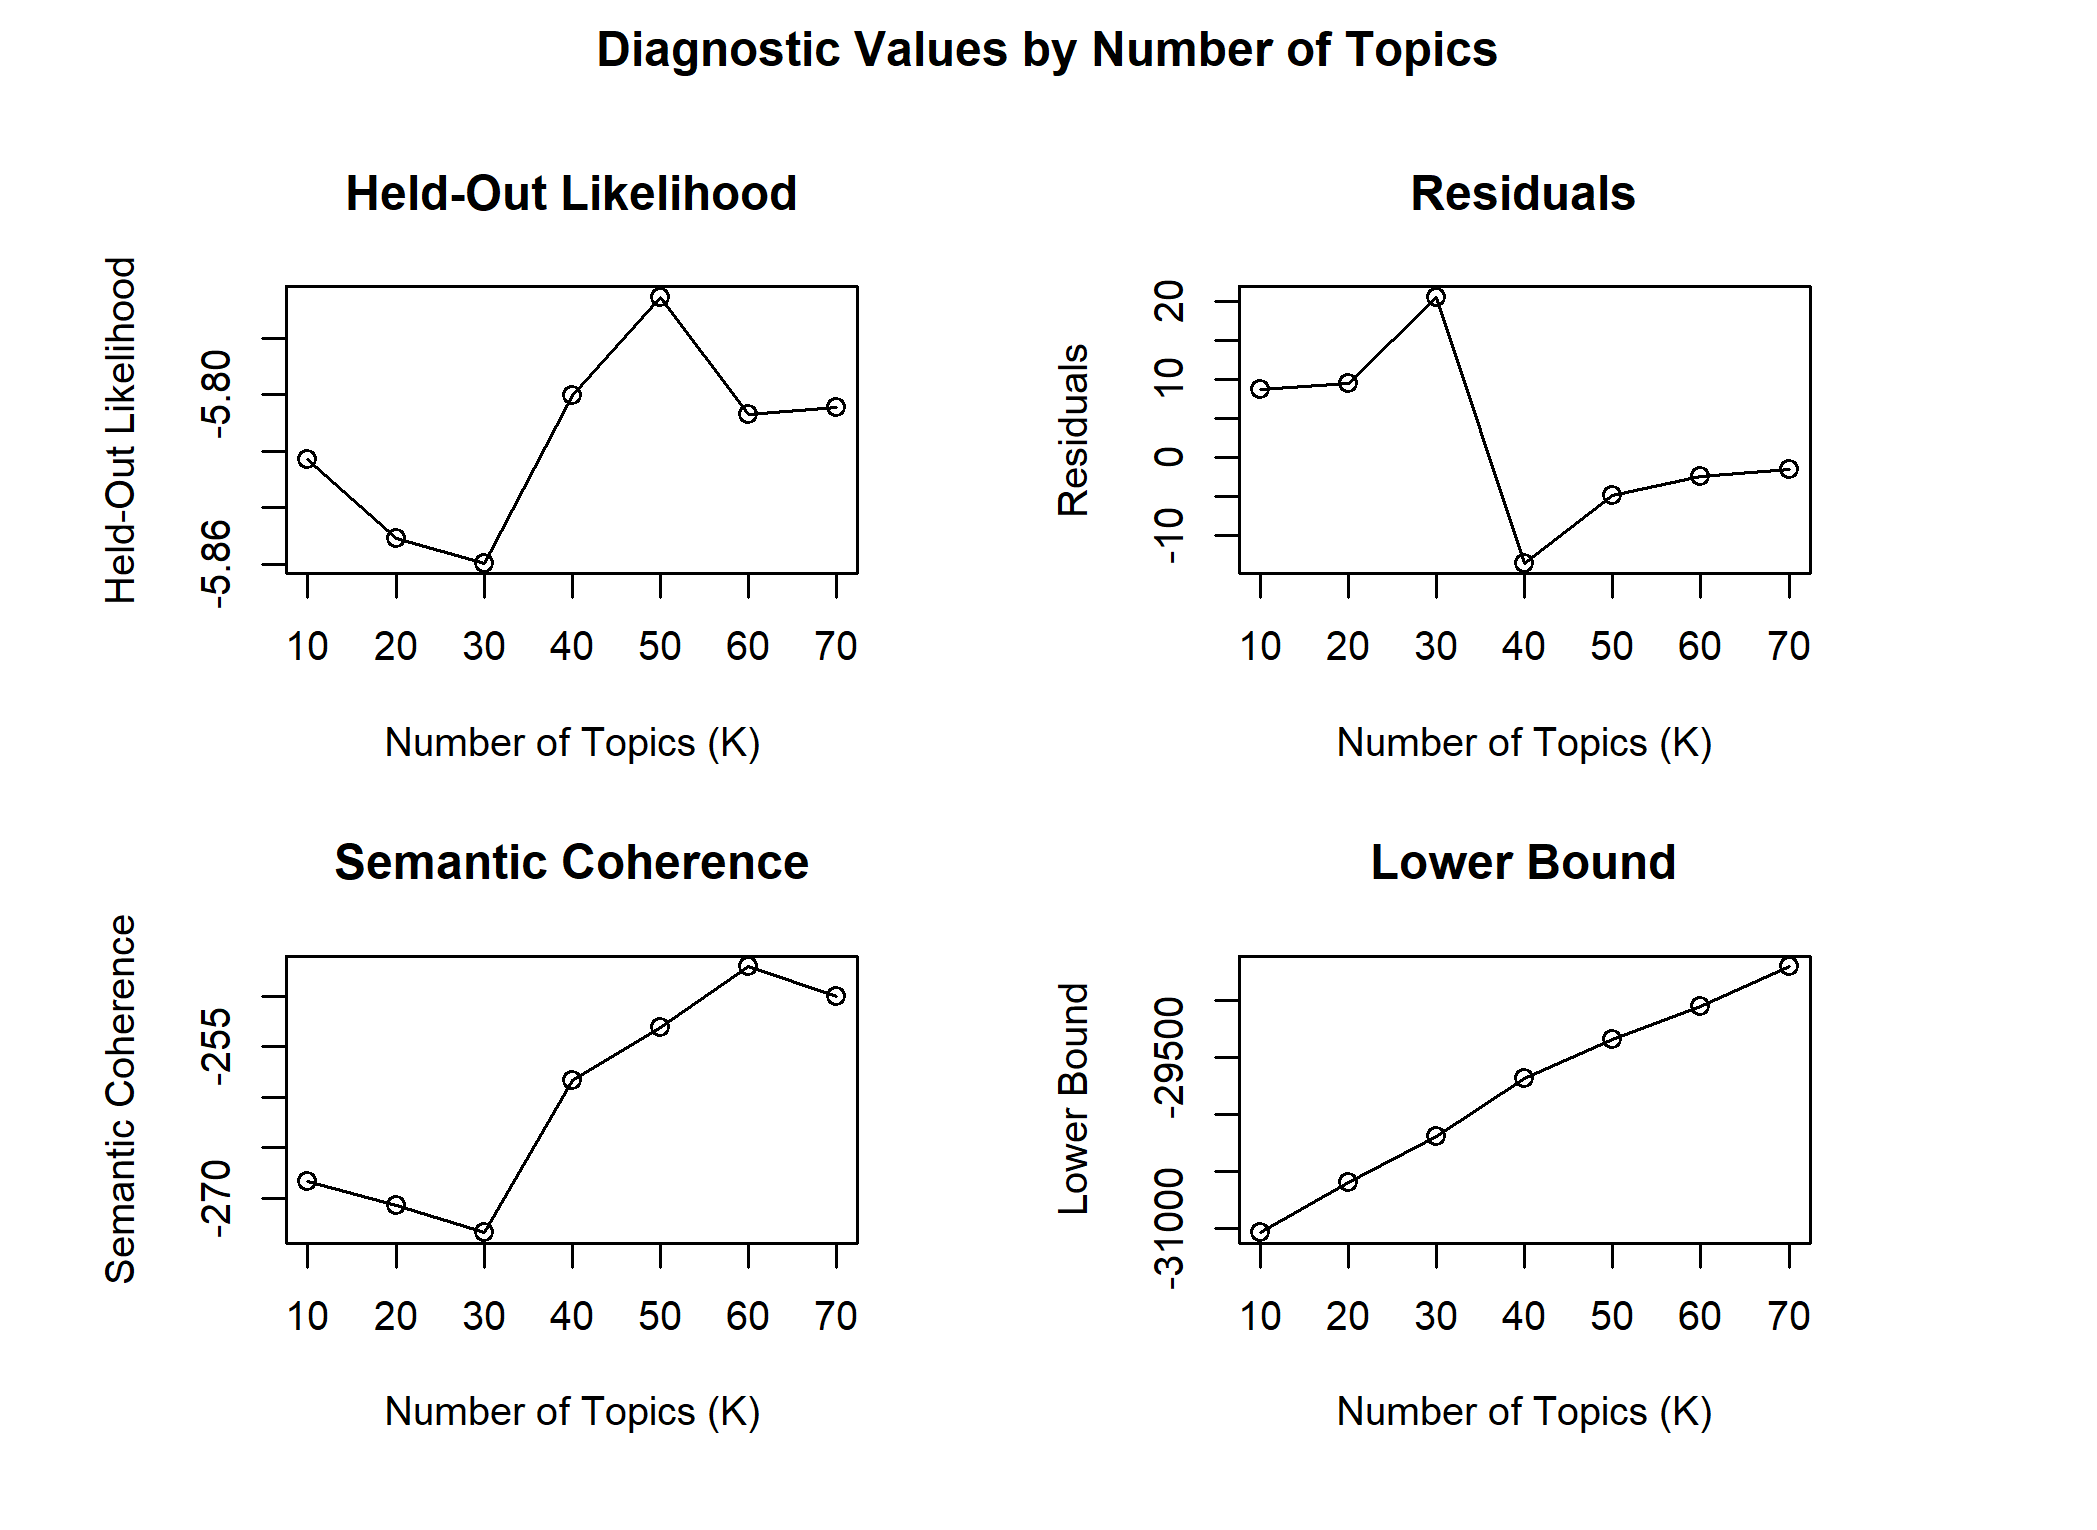 Diagnostic Values by Number of Topics
Held-Out Likelihood
Held-Out Likelihood
-5.80
-5.86
10 20 30 40 50 60 70
Number of Topics (K)
Residuals
Residuals
20
10
0
-10
10 20 30 40 50 60 70
Number of Topics (K)
Semantic Coherence
Semantic Coherence
-255
-270
10 20 30 40 50 60 70
Number of Topics (K)
Lower Bound
Lower Bound
-29500
-31000
10 20 30 40 50 60 70
Number of Topics (K)